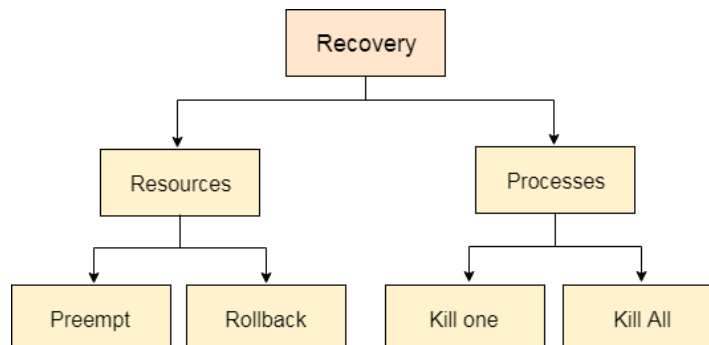 Recovery
Resources
Processes
Preempt
Rollback
Kill one
Kill All